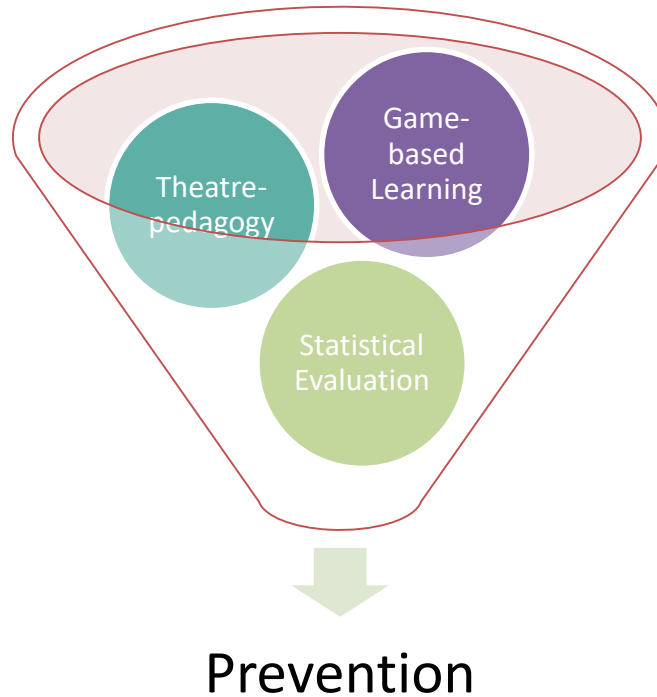 Game-
based
Learning
Theatre-
pedagogy
Statistical
Evaluation
Prevention